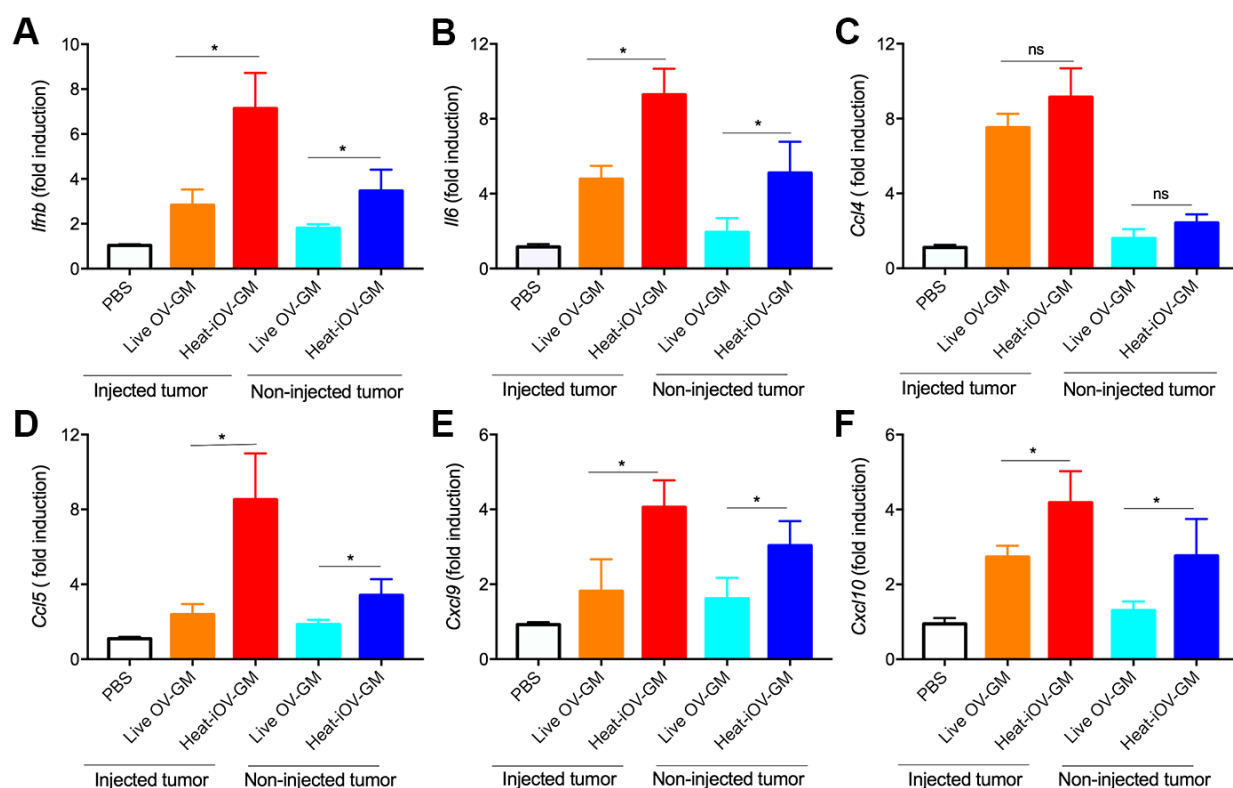 A
Ifnb (fold induction)
10
8
6
4
2
0
*
*
PBS
Live OV-GM
Heat-iOV-GM
Live OV-GM
Heat-iOV-GM
Injected tumor
Non-injected tumor
B
Il6 (fold induction)
12
8
4
0
*
*
PBS
Live OV-GM
Heat-iOV-GM
Live OV-GM
Heat-iOV-GM
Injected tumor
Non-injected tumor
C
Ccl4 ( fold induction)
12
8
4
0
ns
ns
PBS
Live OV-GM
Heat-iOV-GM
Live OV-GM
Heat-iOV-GM
Injected tumor
Non-injected tumor
D
Ccl5 ( fold induction)
12
8
4
0
*
*
PBS
Live OV-GM
Heat-iOV-GM
Live OV-GM
Heat-iOV-GM
Injected tumor
Non-injected tumor
E
Cxcl9 (fold induction)
6
4
2
0
*
*
PBS
Live OV-GM
Heat-iOV-GM
Live OV-GM
Heat-iOV-GM
Injected tumor
Non-injected tumor
F
Cxcl10 (fold induction)
6
4
2
0
*
*
PBS
Live OV-GM
Heat-iOV-GM
Live OV-GM
Heat-iOV-GM
Injected tumor
Non-injected tumor